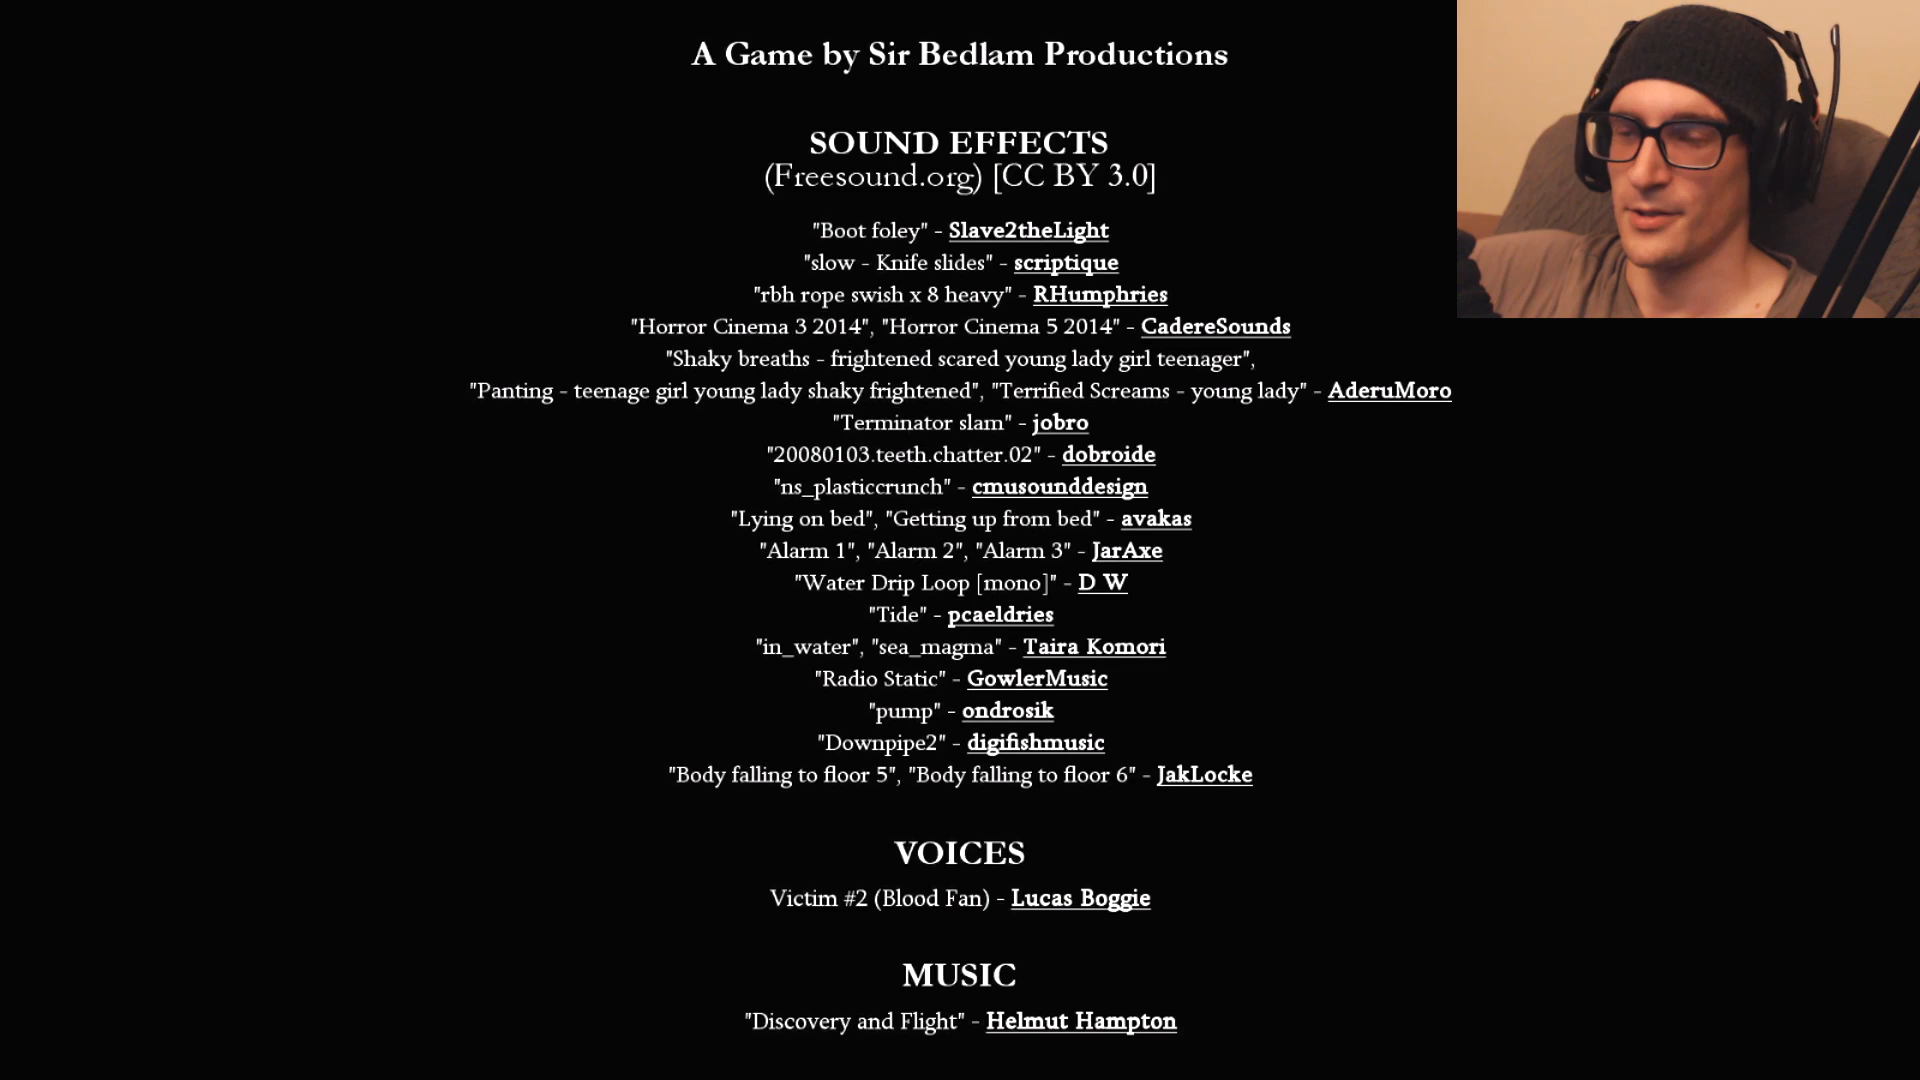 A Game by Sir Bedlam Productions
SOUND EFFECTS
(Freesound.org) [CC BY 3.0]
"Boot foley" - Slave2theLight
"slow - Knife slides" - scriptique
"rbh rope swish x 8 heavy" - RHumphries
"Horror Cinema 3 2014", "Horror Cinema 5 2014" - CadereSounds
"Shaky breaths - frightened scared young lady girl teenager",
"Panting - teenage girl young lady shaky frightened", "Terrified Screams - young lady" - AderuMoro
"Terminator slam" - jobro
"20080103.teeth.chatter.02" - dobroide
"ns_plasticcrunch" - cmusounddesign
"Lying on bed", "Getting up from bed" - avakas
"Alarm 1", "Alarm 2", "Alarm 3" - JarAxe
"Water Drip Loop [mono]" - D W
"Tide" - pcaeldries
"in_water", "sea_magma" - Taira Komori
"Radio Static" - GowlerMusic
"pump" - ondrosik
"Downpipe2" - digifishmusic
"Body falling to floor 5", "Body falling to floor 6" - JakLocke
VOICES
Victim #2 (Blood Fan) - Lucas Boggie
MUSIC
"Discovery and Flight" - Helmut Hampton